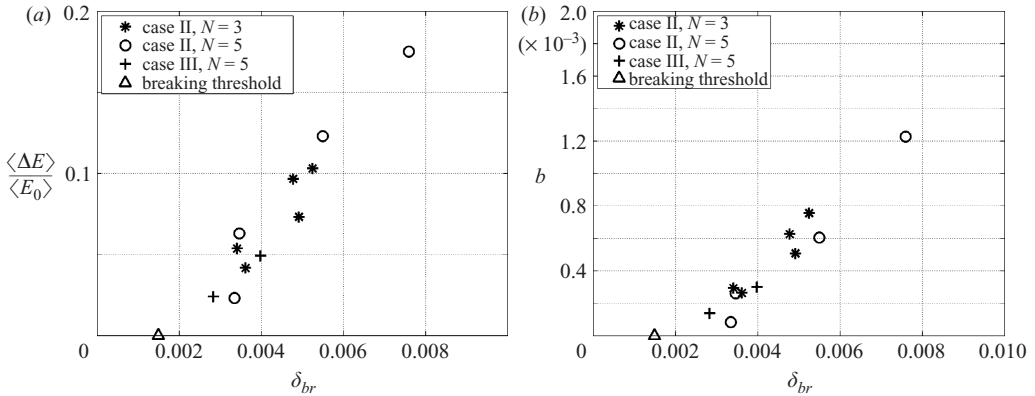 (a)
0.2
case II, N = 3
case II, N = 5
case III, N = 5
breaking threshold
⟨ΔE⟩
⟨E₀⟩
0.1
0
0.002
0.004
0.006
0.008
δ_br
(b)
2.0
(× 10⁻³)
case II, N = 3
case II, N = 5
case III, N = 5
breaking threshold
1.6
1.2
b
0.8
0.4
0
0.002
0.004
0.006
0.008
0.010
δ_br